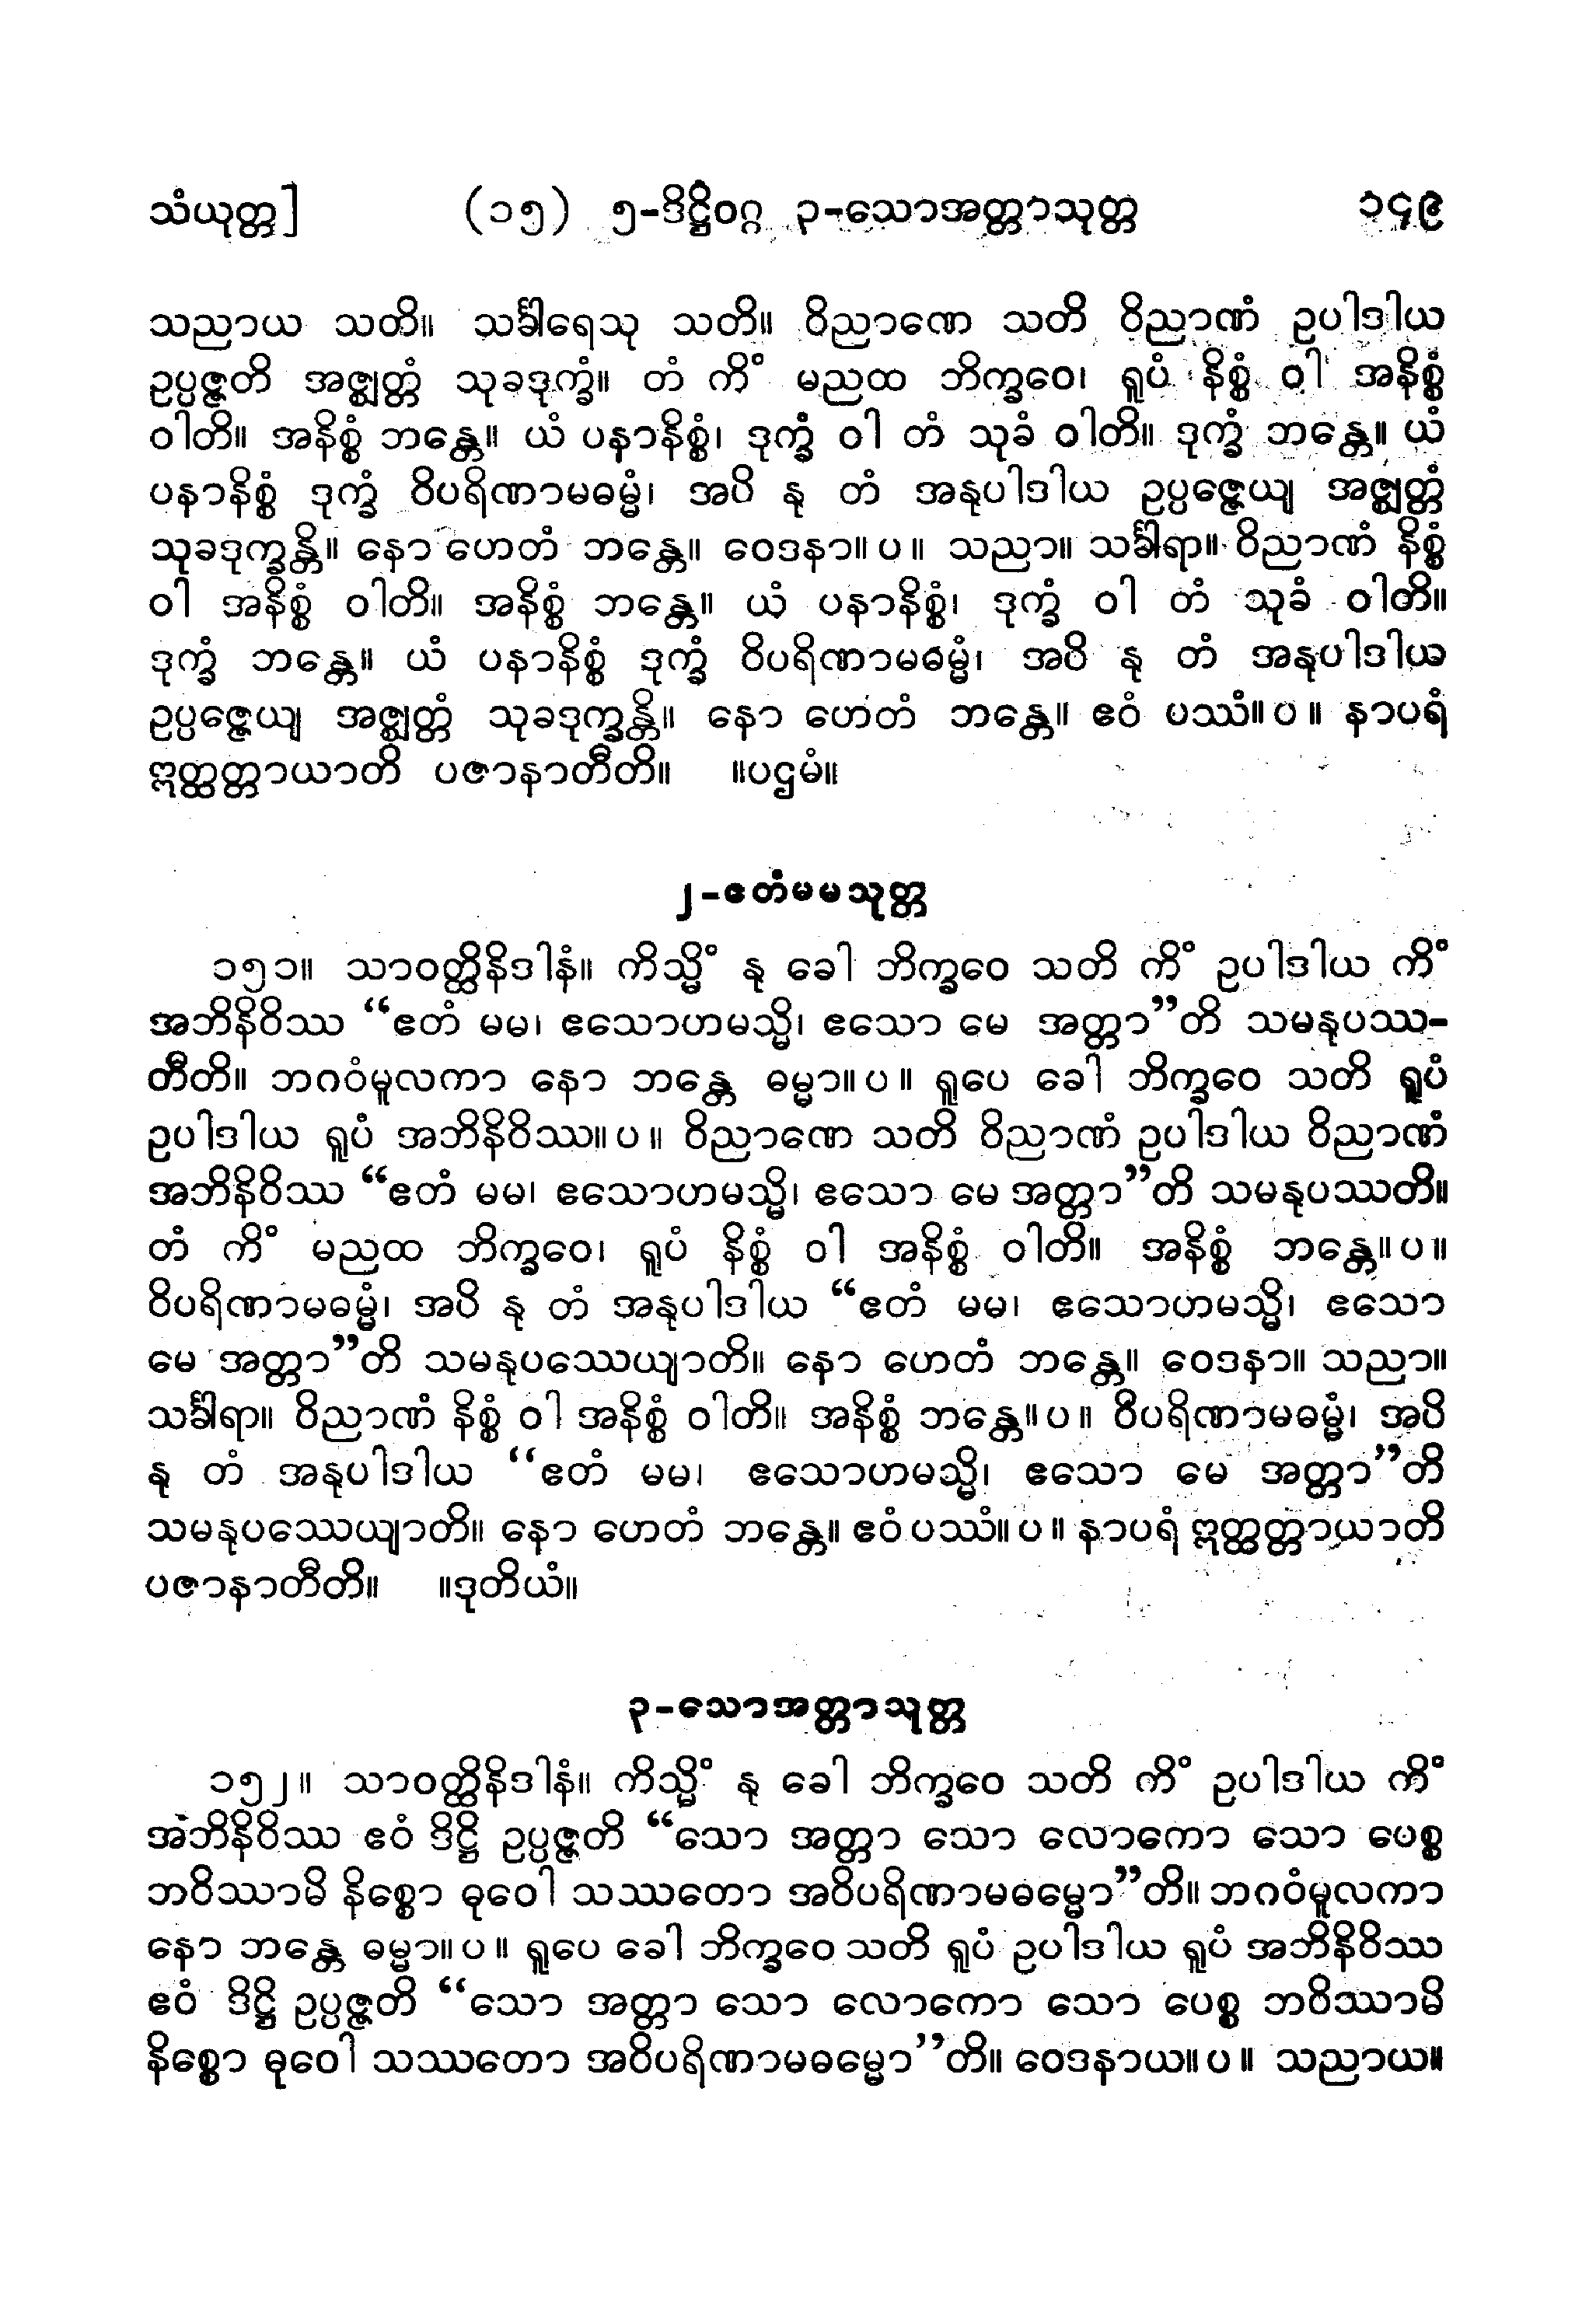 သံယုတ္တ] (၁၅) ၅-ဒိဋ္ဌိဝဂ္ဂ ၃-သောအတ္တာသုတ္တ ၁၄၉
သညာယ သတိ။ သင်္ခါရေသု သတိ။ ဝိညာဏေ သတိ ဝိညာဏံ ဥပါဒါယ
ဥပ္ပဇ္ဇတိ အဇ္ဈတ္တံ သုခဒုက္ခံ။ တံ ကိံ မညထ ဘိက္ခဝေ၊ ရူပံ နိစ္စံ ဝါ အနိစ္စံ
ဝါတိ။ အနိစ္စံ ဘန္တေ။ ယံ ပနာနိစ္စံ၊ ဒုက္ခံ ဝါ တံ သုခံ ဝါတိ။ ဒုက္ခံ ဘန္တေ။ ယံ
ပနာနိစ္စံ ဒုက္ခံ ဝိပရိဏာမဓမ္မံ၊ အပိ နု တံ အနုပါဒါယ ဥပ္ပဇ္ဇေယျ အဇ္ဈတ္တံ
သုခဒုက္ခန္တိ။ နော ဟေတံ ဘန္တေ။ ဝေဒနာ။ပ။ သညာ။ သင်္ခါရာ။ ဝိညာဏံ နိစ္စံ
ဝါ အနိစ္စံ ဝါတိ။ အနိစ္စံ ဘန္တေ။ ယံ ပနာနိစ္စံ၊ ဒုက္ခံ ဝါ တံ သုခံ ဝါတိ။
ဒုက္ခံ ဘန္တေ။ ယံ ပနာနိစ္စံ ဒုက္ခံ ဝိပရိဏာမဓမ္မံ၊ အပိ နု တံ အနုပါဒါယ
ဥပ္ပဇ္ဇေယျ အဇ္ဈတ္တံ သုခဒုက္ခန္တိ။ နော ဟေတံ ဘန္တေ။ ဧဝံ ပဿံ။ပ။ နာပရံ
ဣတ္ထတ္တာယာတိ ပဇာနာတီတိ။ ။ပဌမံ။
၂-ဧတံမမသုတ္တ
၁၅၁။ သာဝတ္ထိနိဒါနံ။ ကိသ္မိံ နု ခေါ ဘိက္ခဝေ သတိ ကိံ ဥပါဒါယ ကိံ
အဘိနိဝိဿ “ဧတံ မမ၊ ဧသောဟမသ္မိ၊ ဧသော မေ အတ္တာ”တိ သမနုပဿ-
တီတိ။ ဘဂဝံမူလကာ နော ဘန္တေ ဓမ္မာ။ပ။ ရူပေ ခေါ ဘိက္ခဝေ သတိ ရူပံ
ဥပါဒါယ ရူပံ အဘိနိဝိဿ။ပ။ ဝိညာဏေ သတိ ဝိညာဏံ ဥပါဒါယ ဝိညာဏံ
အဘိနိဝိဿ “ဧတံ မမ၊ ဧသောဟမသ္မိ၊ ဧသော မေ အတ္တာ”တိ သမနုပဿတိ။
တံ ကိံ မညထ ဘိက္ခဝေ၊ ရူပံ နိစ္စံ ဝါ အနိစ္စံ ဝါတိ။ အနိစ္စံ ဘန္တေ။ပ။
ဝိပရိဏာမဓမ္မံ၊ အပိ နု တံ အနုပါဒါယ “ဧတံ မမ၊ ဧသောဟမသ္မိ၊ ဧသော
မေ အတ္တာ”တိ သမနုပဿေယျာတိ။ နော ဟေတံ ဘန္တေ။ ဝေဒနာ။ သညာ။
သင်္ခါရာ။ ဝိညာဏံ နိစ္စံ ဝါ အနိစ္စံ ဝါတိ။ အနိစ္စံ ဘန္တေ။ပ။ ဝိပရိဏာမဓမ္မံ၊ အပိ
နု တံ အနုပါဒါယ “ဧတံ မမ၊ ဧသောဟမသ္မိ၊ ဧသော မေ အတ္တာ”တိ
သမနုပဿေယျာတိ။ နော ဟေတံ ဘန္တေ။ ဧဝံ ပဿံ။ပ။ နာပရံ ဣတ္ထတ္တာယာတိ
ပဇာနာတီတိ။ ။ဒုတိယံ။
၃-သောအတ္တာသုတ္တ
၁၅၂။ သာဝတ္ထိနိဒါနံ။ ကိသ္မိံ နု ခေါ ဘိက္ခဝေ သတိ ကိံ ဥပါဒါယ ကိံ
အဘိနိဝိဿ ဧဝံ ဒိဋ္ဌိ ဥပ္ပဇ္ဇတိ “သော အတ္တာ သော လောကော သော ပေစ္စ
ဘဝိဿာမိ နိစ္စော ဓုဝေါ သဿတော အဝိပရိဏာမဓမ္မော”တိ။ ဘဂဝံမူလကာ
နော ဘန္တေ ဓမ္မာ။ပ။ ရူပေ ခေါ ဘိက္ခဝေ သတိ ရူပံ ဥပါဒါယ ရူပံ အဘိနိဝိဿ
ဧဝံ ဒိဋ္ဌိ ဥပ္ပဇ္ဇတိ “သော အတ္တာ သော လောကော သော ပေစ္စ ဘဝိဿာမိ
နိစ္စော ဓုဝေါ သဿတော အဝိပရိဏာမဓမ္မော”တိ။ ဝေဒနာယ။ပ။ သညာယ။